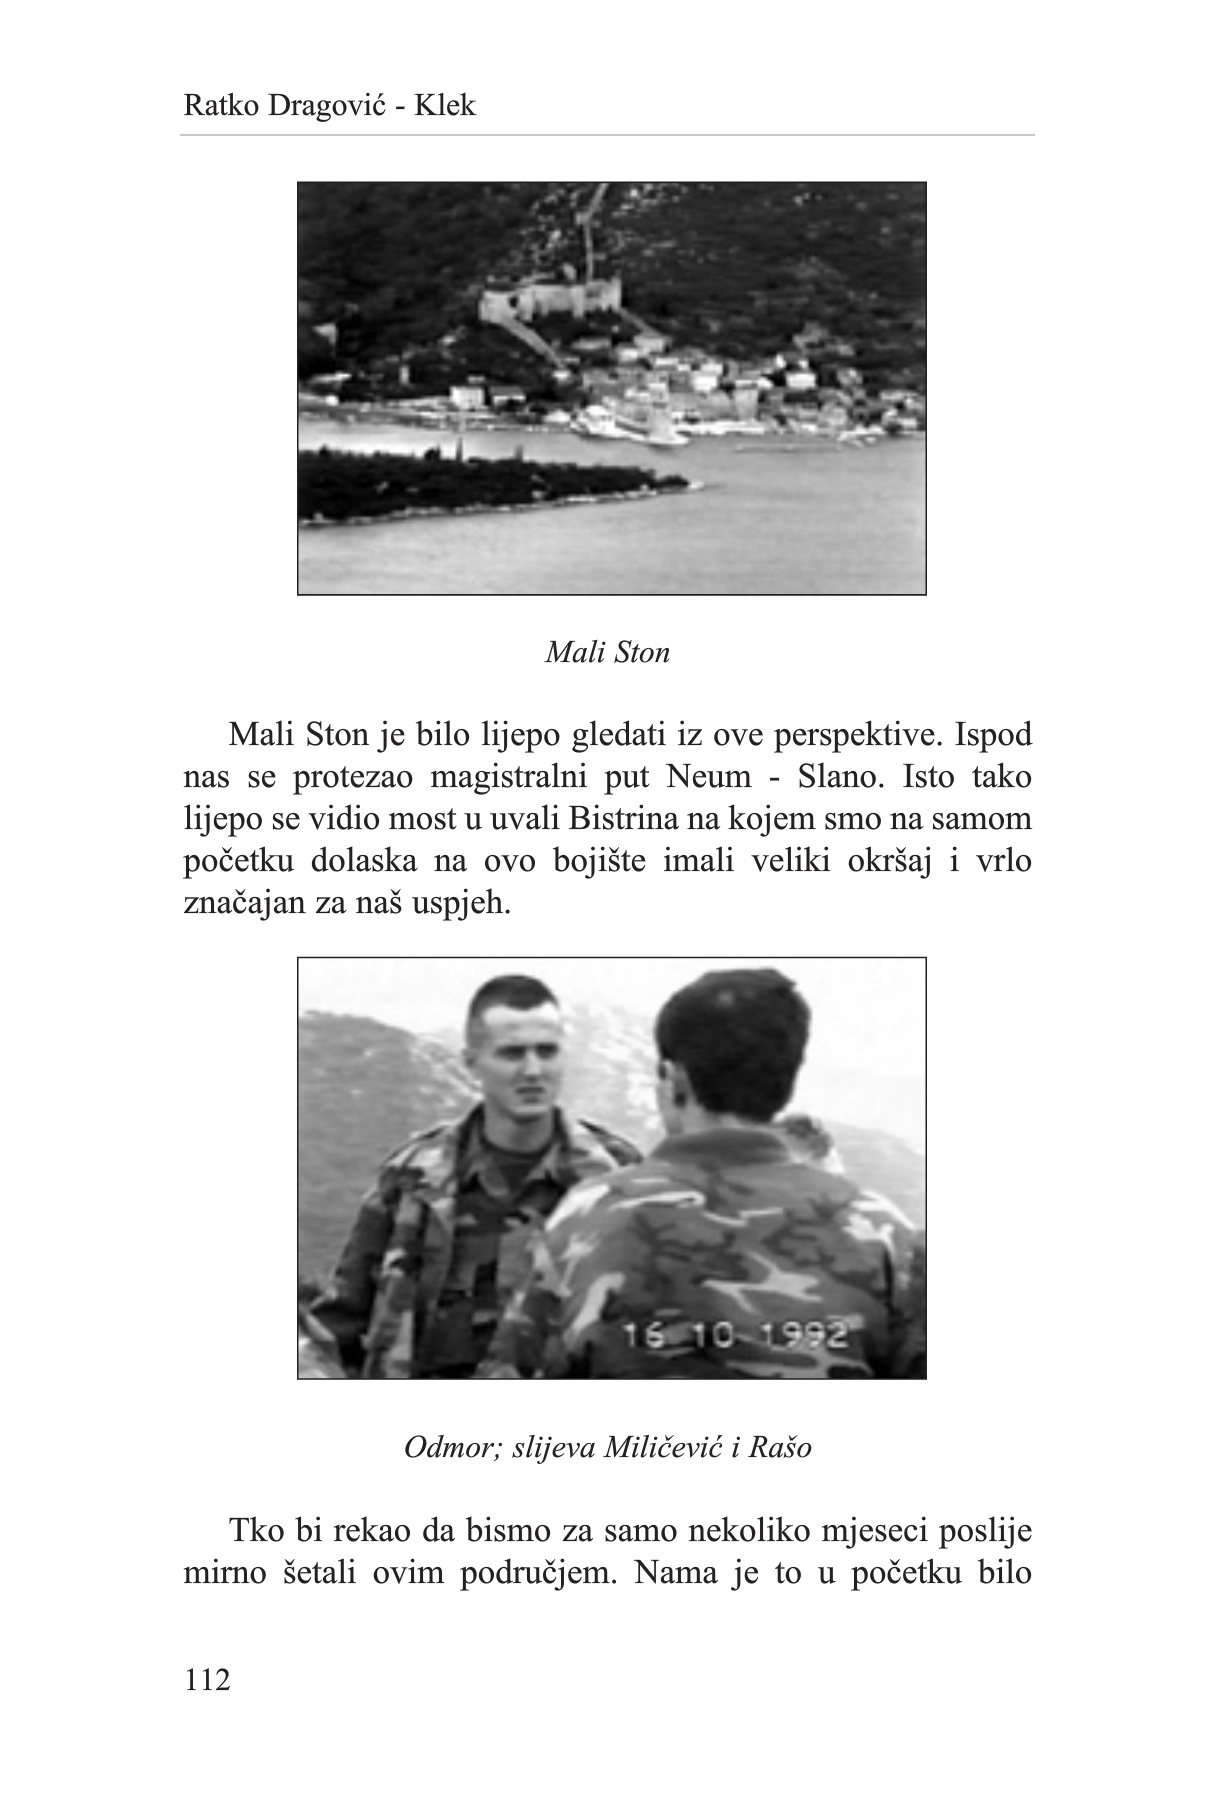 Ratko Dragović - Klek
Mali Ston
Mali Ston je bilo lijepo gledati iz ove perspektive. Ispod
nas se protezao magistralni put Neum - Slano. Isto tako
lijepo se vidio most u uvali Bistrina na kojem smo na samom
početku dolaska na ovo bojište imali veliki okršaj i vrlo
značajan za naš uspjeh.
16 10 1992
Odmor; slijeva Miličević i Rašo
Tko bi rekao da bismo za samo nekoliko mjeseci poslije
mirno šetali ovim područjem. Nama je to u početku bilo
112